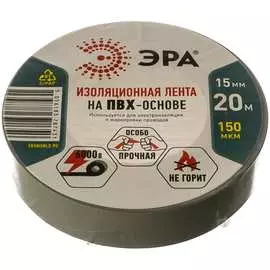 ЭРА
ИЗОЛЯЦИОННАЯ ЛЕНТА
НА ПВХ-ОСНОВЕ
Используется для электроизоляции
и маркировки проводов
15мм
20м
150
мкм
ОСОБО
ПРОЧНАЯ
6000в
НЕ ГОРИТ